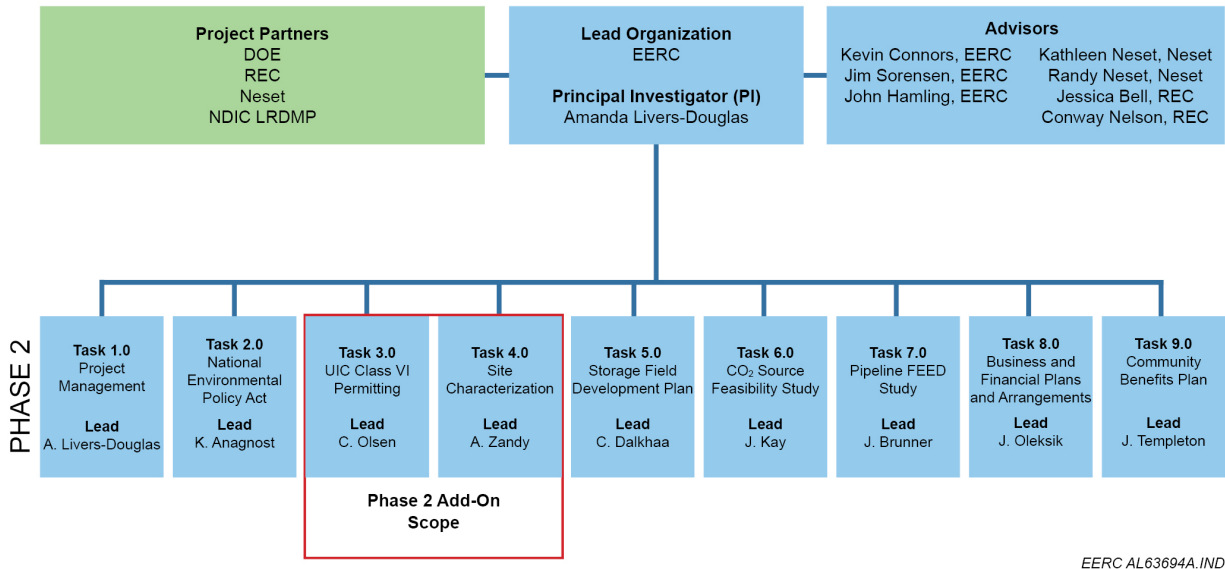 Project Partners
DOE
REC
Neset
NDIC LRDMP
Lead Organization
EERC
Principal Investigator (PI)
Amanda Livers-Douglas
Advisors
Kevin Connors, EERC
Jim Sorensen, EERC
John Hamling, EERC
Kathleen Neset, Neset
Randy Neset, Neset
Jessica Bell, REC
Conway Nelson, REC
PHASE 2
Task 1.0
Project
Management
Lead
A. Livers-Douglas
Task 2.0
National
Environmental
Policy Act
Lead
K. Anagnost
Task 3.0
UIC Class VI
Permitting
Lead
C. Olsen
Task 4.0
Site
Characterization
Lead
A. Zandy
Phase 2 Add-On
Scope
Task 5.0
Storage Field
Development Plan
Lead
C. Dalkhaa
Task 6.0
CO₂ Source
Feasibility Study
Lead
J. Kay
Task 7.0
Pipeline FEED
Study
Lead
J. Brunner
Task 8.0
Business and
Financial Plans
and Arrangements
Lead
J. Oleksik
Task 9.0
Community
Benefits Plan
Lead
J. Templeton
EERC AL63694A.IND